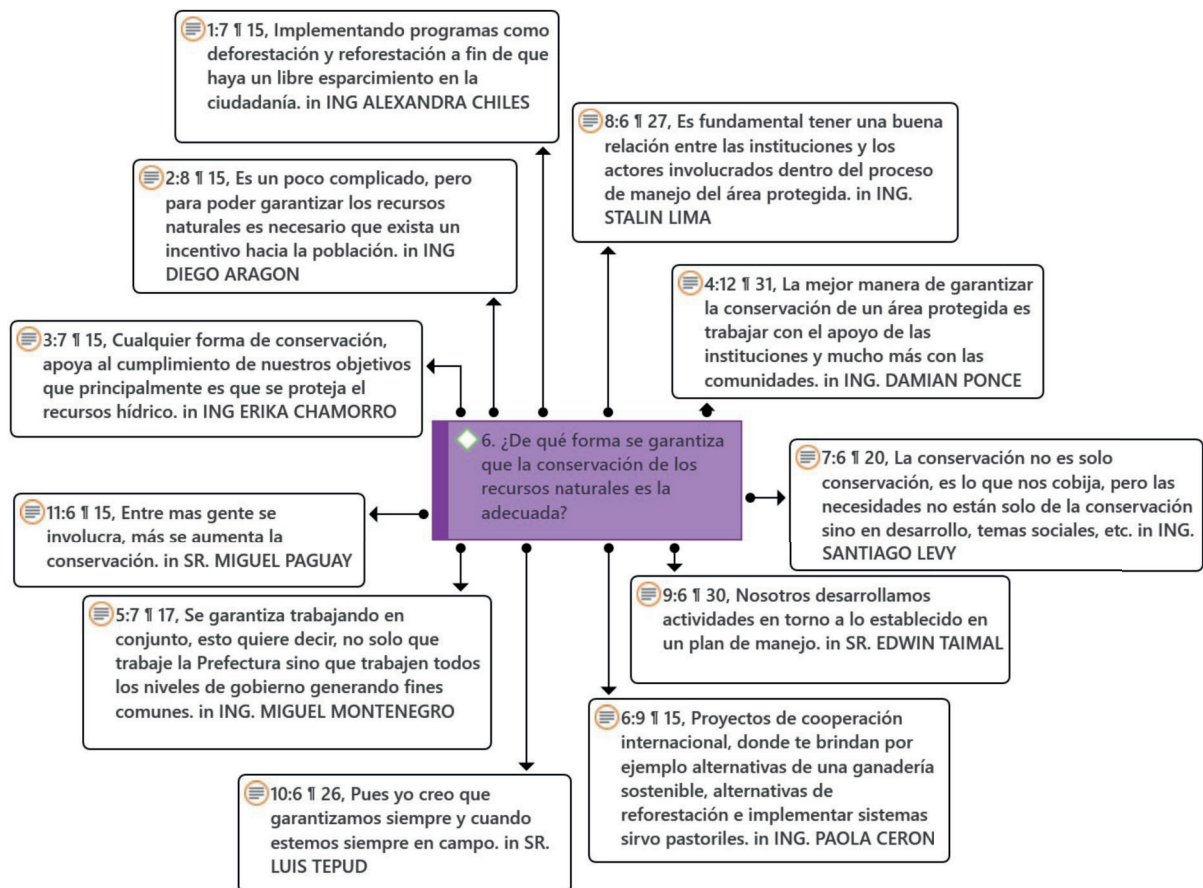 1:7 ¶ 15, Implementando programas como
deforestación y reforestación a fin de que
haya un libre esparcimiento en la
ciudadanía. in ING ALEXANDRA CHILES
8:6 ¶ 27, Es fundamental tener una buena
relación entre las instituciones y los
actores involucrados dentro del proceso
de manejo del área protegida. in ING.
STALIN LIMA
2:8 ¶ 15, Es un poco complicado, pero
para poder garantizar los recursos
naturales es necesario que exista un
incentivo hacia la población. in ING
DIEGO ARAGON
4:12 ¶ 31, La mejor manera de garantizar
la conservación de un área protegida es
trabajar con el apoyo de las
instituciones y mucho más con las
comunidades. in ING. DAMIAN PONCE
3:7 ¶ 15, Cualquier forma de conservación,
apoya al cumplimiento de nuestros objetivos
que principalmente es que se proteja el
recursos hídrico. in ING ERIKA CHAMORRO
6. ¿De qué forma se garantiza
que la conservación de los
recursos naturales es la
adecuada?
7:6 ¶ 20, La conservación no es solo
conservación, es lo que nos cobija, pero las
necesidades no están solo de la conservación
sino en desarrollo, temas sociales, etc. in ING.
SANTIAGO LEVY
11:6 ¶ 15, Entre mas gente se
involucra, más se aumenta la
conservación. in SR. MIGUEL PAGUAY
9:6 ¶ 30, Nosotros desarrollamos
actividades en torno a lo establecido en
un plan de manejo. in SR. EDWIN TAIMAL
5:7 ¶ 17, Se garantiza trabajando en
conjunto, esto quiere decir, no solo que
trabaje la Prefectura sino que trabajen todos
los niveles de gobierno generando fines
comunes. in ING. MIGUEL MONTENEGRO
6:9 ¶ 15, Proyectos de cooperación
internacional, donde te brindan por
ejemplo alternativas de una ganadería
sostenible, alternativas de
reforestación e implementar sistemas
sirvo pastoriles. in ING. PAOLA CERON
10:6 ¶ 26, Pues yo creo que
garantizamos siempre y cuando
estemos siempre en campo. in SR.
LUIS TEPUD